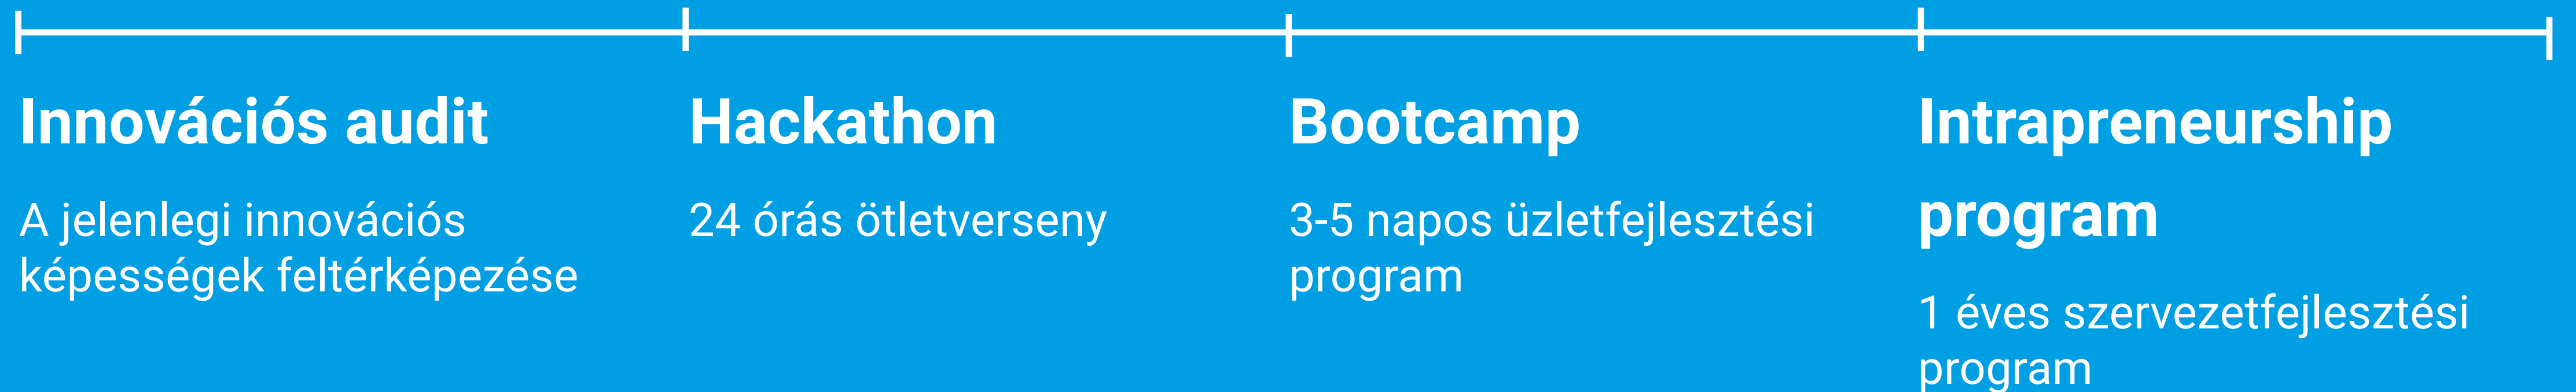 Innovációs audit
A jelenlegi innovációs
képességek feltérképezése
Hackathon
24 órás ötletverseny
Bootcamp
3-5 napos üzletfejlesztési
program
Intrapreneurship
program
1 éves szervezetfejlesztési
program